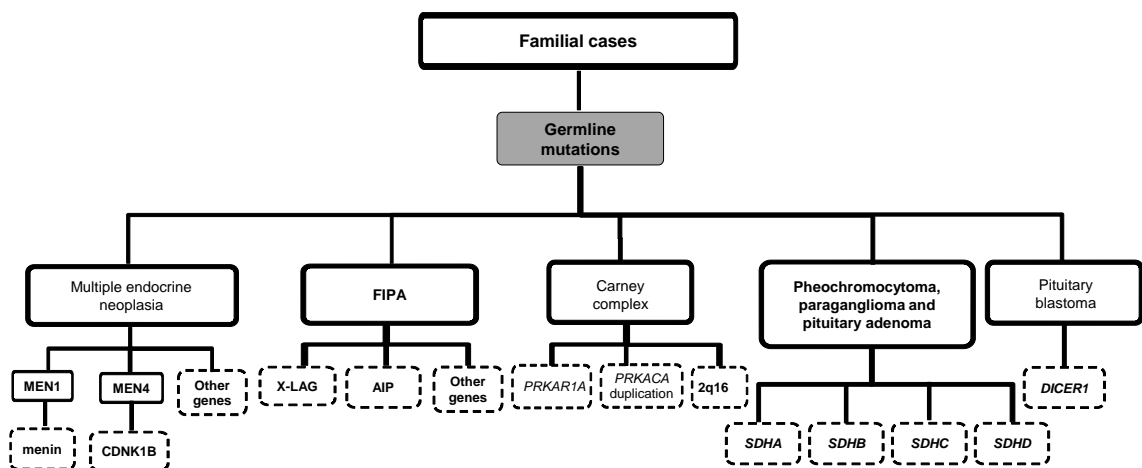 Familial cases
Germline
mutations
Multiple endocrine
neoplasia
FIPA
Carney
complex
Pheochromocytoma,
paraganglioma and
pituitary adenoma
Pituitary
blastoma
MEN1
MEN4
Other
genes
X-LAG
AIP
Other
genes
PRKAR1A
PRKACA
duplication
2q16
DICER1
menin
CDNK1B
SDHA
SDHB
SDHC
SDHD